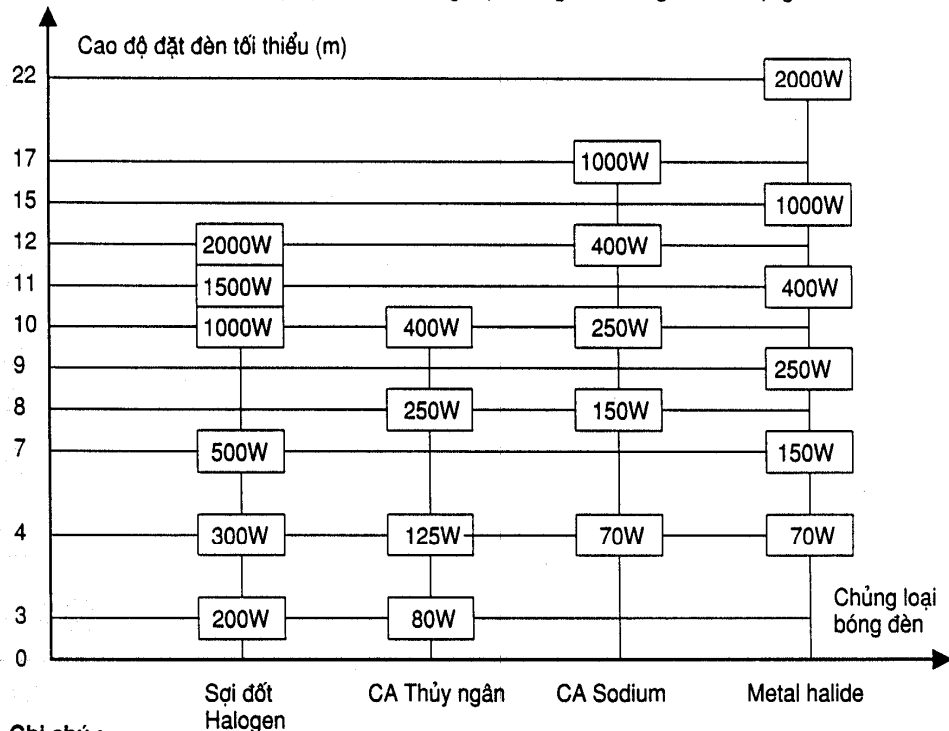 Cao độ đặt đèn tối thiểu (m)
22 2000W
17 1000W
15 1000W
12 2000W 400W
11 1500W 400W
10 1000W 400W 250W
9 250W
8 250W 150W
7 500W 150W
4 300W 125W 70W 70W
3 200W 80W
Chủng loại
bóng đèn
0
Sợi đốt CA Thủy ngân CA Sodium Metal halide
Halogen